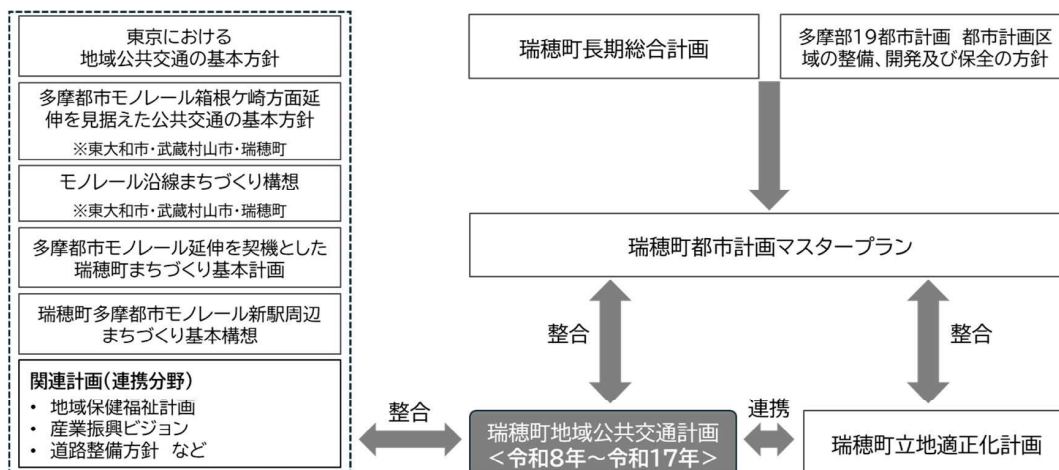 東京における
地域公共交通の基本方針
多摩都市モノレール箱根ケ崎方面延
伸を見据えた公共交通の基本方針
※東大和市・武蔵村山市・瑞穂町
モノレール沿線まちづくり構想
※東大和市・武蔵村山市・瑞穂町
多摩都市モノレール延伸を契機とした
瑞穂町まちづくり基本計画
瑞穂町多摩都市モノレール新駅周辺
まちづくり基本構想
関連計画(連携分野)
• 地域保健福祉計画
• 産業振興ビジョン
• 道路整備方針 など
瑞穂町長期総合計画
多摩部19都市計画 都市計画区
域の整備、開発及び保全の方針
瑞穂町都市計画マスタープラン
整合
整合
整合
瑞穂町地域公共交通計画
<令和8年~令和17年>
連携
瑞穂町立地適正化計画